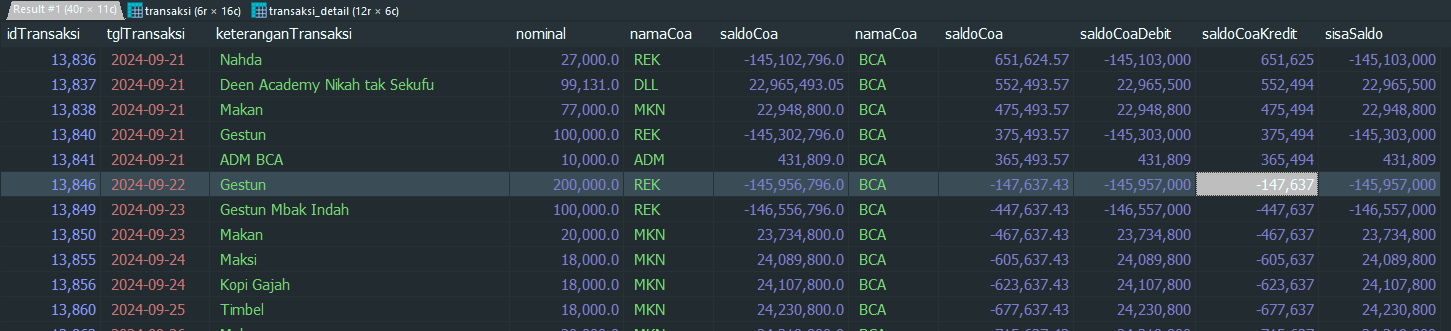 Result #1 (40r × 11c) transaksi (6r × 16c) transaksi_detail (12r × 6c)
idTransaksi tglTransaksi keteranganTransaksi nominal namaCoa saldoCoa namaCoa saldoCoa saldoCoaDebit saldoCoaKredit sisaSaldo
13,836 2024-09-21 Nahda 27,000.0 REK -145,102,796.0 BCA 651,624.57 -145,103,000 651,625 -145,103,000
13,837 2024-09-21 Deen Academy Nikah tak Sekufu 99,131.0 DLL 22,965,493.05 BCA 552,493.57 22,965,500 552,494 22,965,500
13,838 2024-09-21 Makan 77,000.0 MKN 22,948,800.0 BCA 475,493.57 22,948,800 475,494 22,948,800
13,840 2024-09-21 Gestun 100,000.0 REK -145,302,796.0 BCA 375,493.57 -145,303,000 375,494 -145,303,000
13,841 2024-09-21 ADM BCA 10,000.0 ADM 431,809.0 BCA 365,493.57 431,809 365,494 431,809
13,846 2024-09-22 Gestun 200,000.0 REK -145,956,796.0 BCA -147,637.43 -145,957,000 -147,637 -145,957,000
13,849 2024-09-23 Gestun Mbak Indah 100,000.0 REK -146,556,796.0 BCA -447,637.43 -146,557,000 -447,637 -146,557,000
13,850 2024-09-23 Makan 20,000.0 MKN 23,734,800.0 BCA -467,637.43 23,734,800 -467,637 23,734,800
13,855 2024-09-24 Maksi 18,000.0 MKN 24,089,800.0 BCA -605,637.43 24,089,800 -605,637 24,089,800
13,856 2024-09-24 Kopi Gajah 18,000.0 MKN 24,107,800.0 BCA -623,637.43 24,107,800 -623,637 24,107,800
13,860 2024-09-25 Timbel 18,000.0 MKN 24,230,800.0 BCA -677,637.43 24,230,800 -677,637 24,230,800